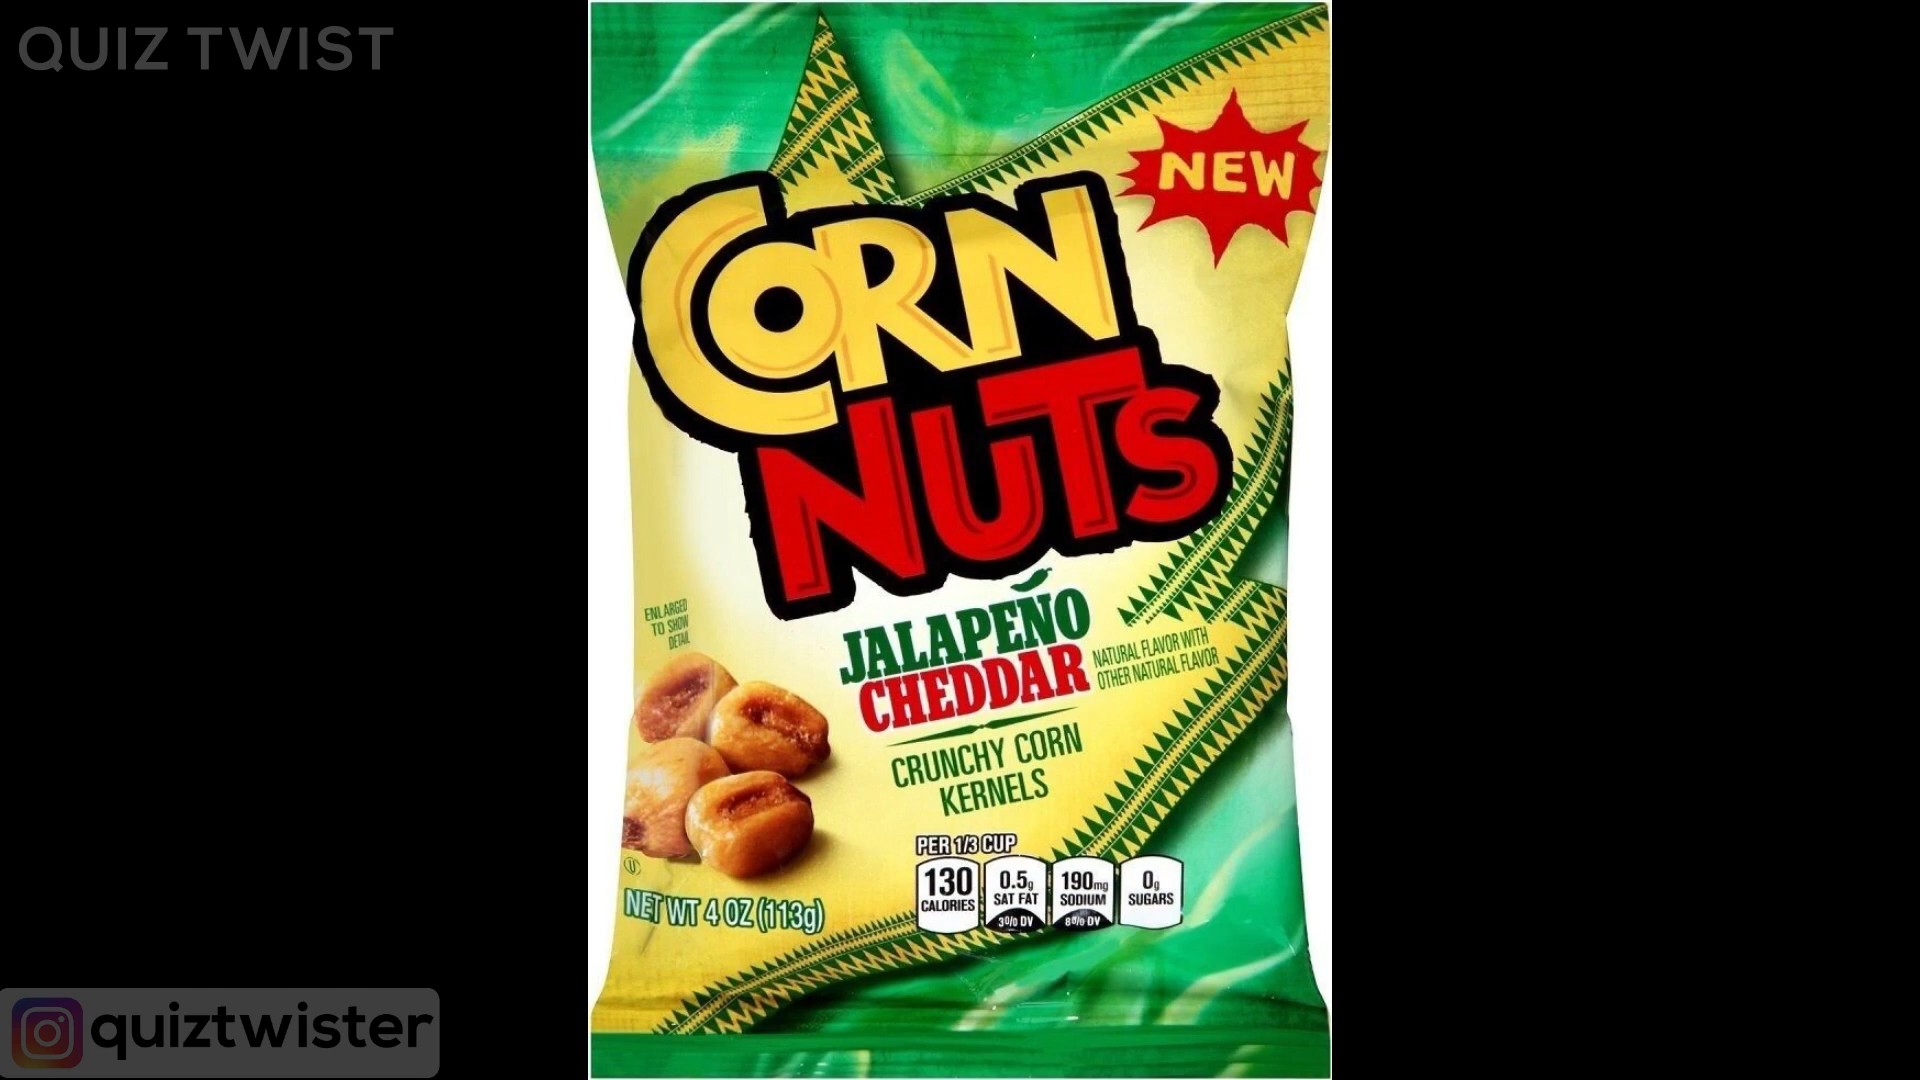 QUIZ TWIST
NEW
CORN
NUTS
ENLARGED
TO SHOW
DETAIL
JALAPEÑO
CHEDDAR
NATURAL FLAVOR WITH
OTHER NATURAL FLAVOR
CRUNCHY CORN
KERNELS
PER 1/3 CUP
130
CALORIES
0.5g
SAT FAT
3% DV
190mg
SODIUM
8% DV
0g
SUGARS
U
NET WT 4 OZ (113g)
quiztwister